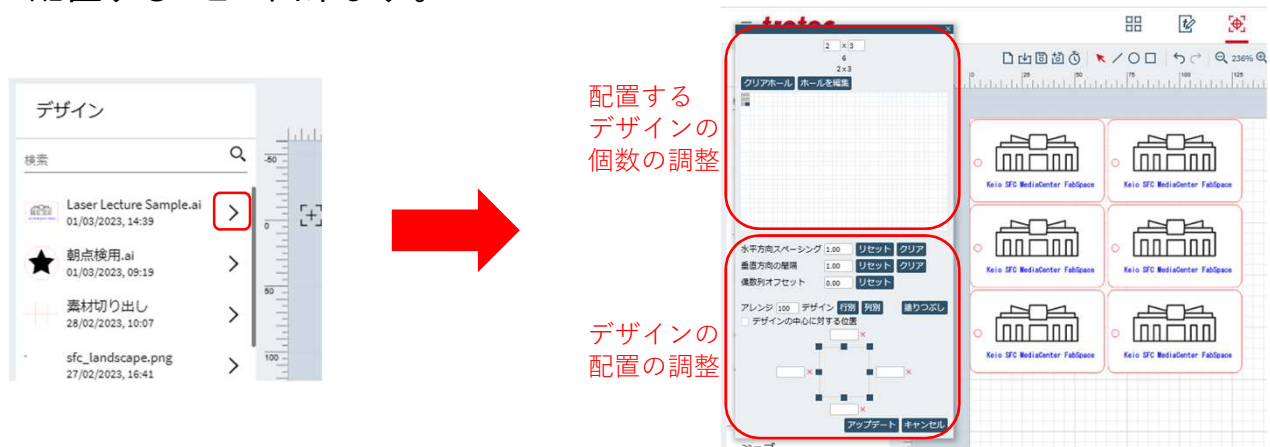 デザイン
検索
Laser Lecture Sample.ai
01/03/2023, 14:39
朝点検用.ai
01/03/2023, 09:19
素材切り出し
28/02/2023, 10:07
sfc_landscape.png
27/02/2023, 16:41
-50
0
50
100
配置する
デザインの
個数の調整
デザインの
配置の調整
2 x 3
6
2×3
クリアホール ホールを編集
水平方向スペーシング 1.00 リセット クリア
垂直方向の間隔 1.00 リセット クリア
偶数列オフセット 0.00 リセット
アレンジ 100 デザイン 行別 列別 塗りつぶし
デザインの中心に対する位置
アップデート キャンセル
236%
0 25 50 75 100 125
Keio SFC MediaCenter FabSpace Keio SFC MediaCenter FabSpace
Keio SFC MediaCenter FabSpace Keio SFC MediaCenter FabSpace
Keio SFC MediaCenter FabSpace Keio SFC MediaCenter FabSpace